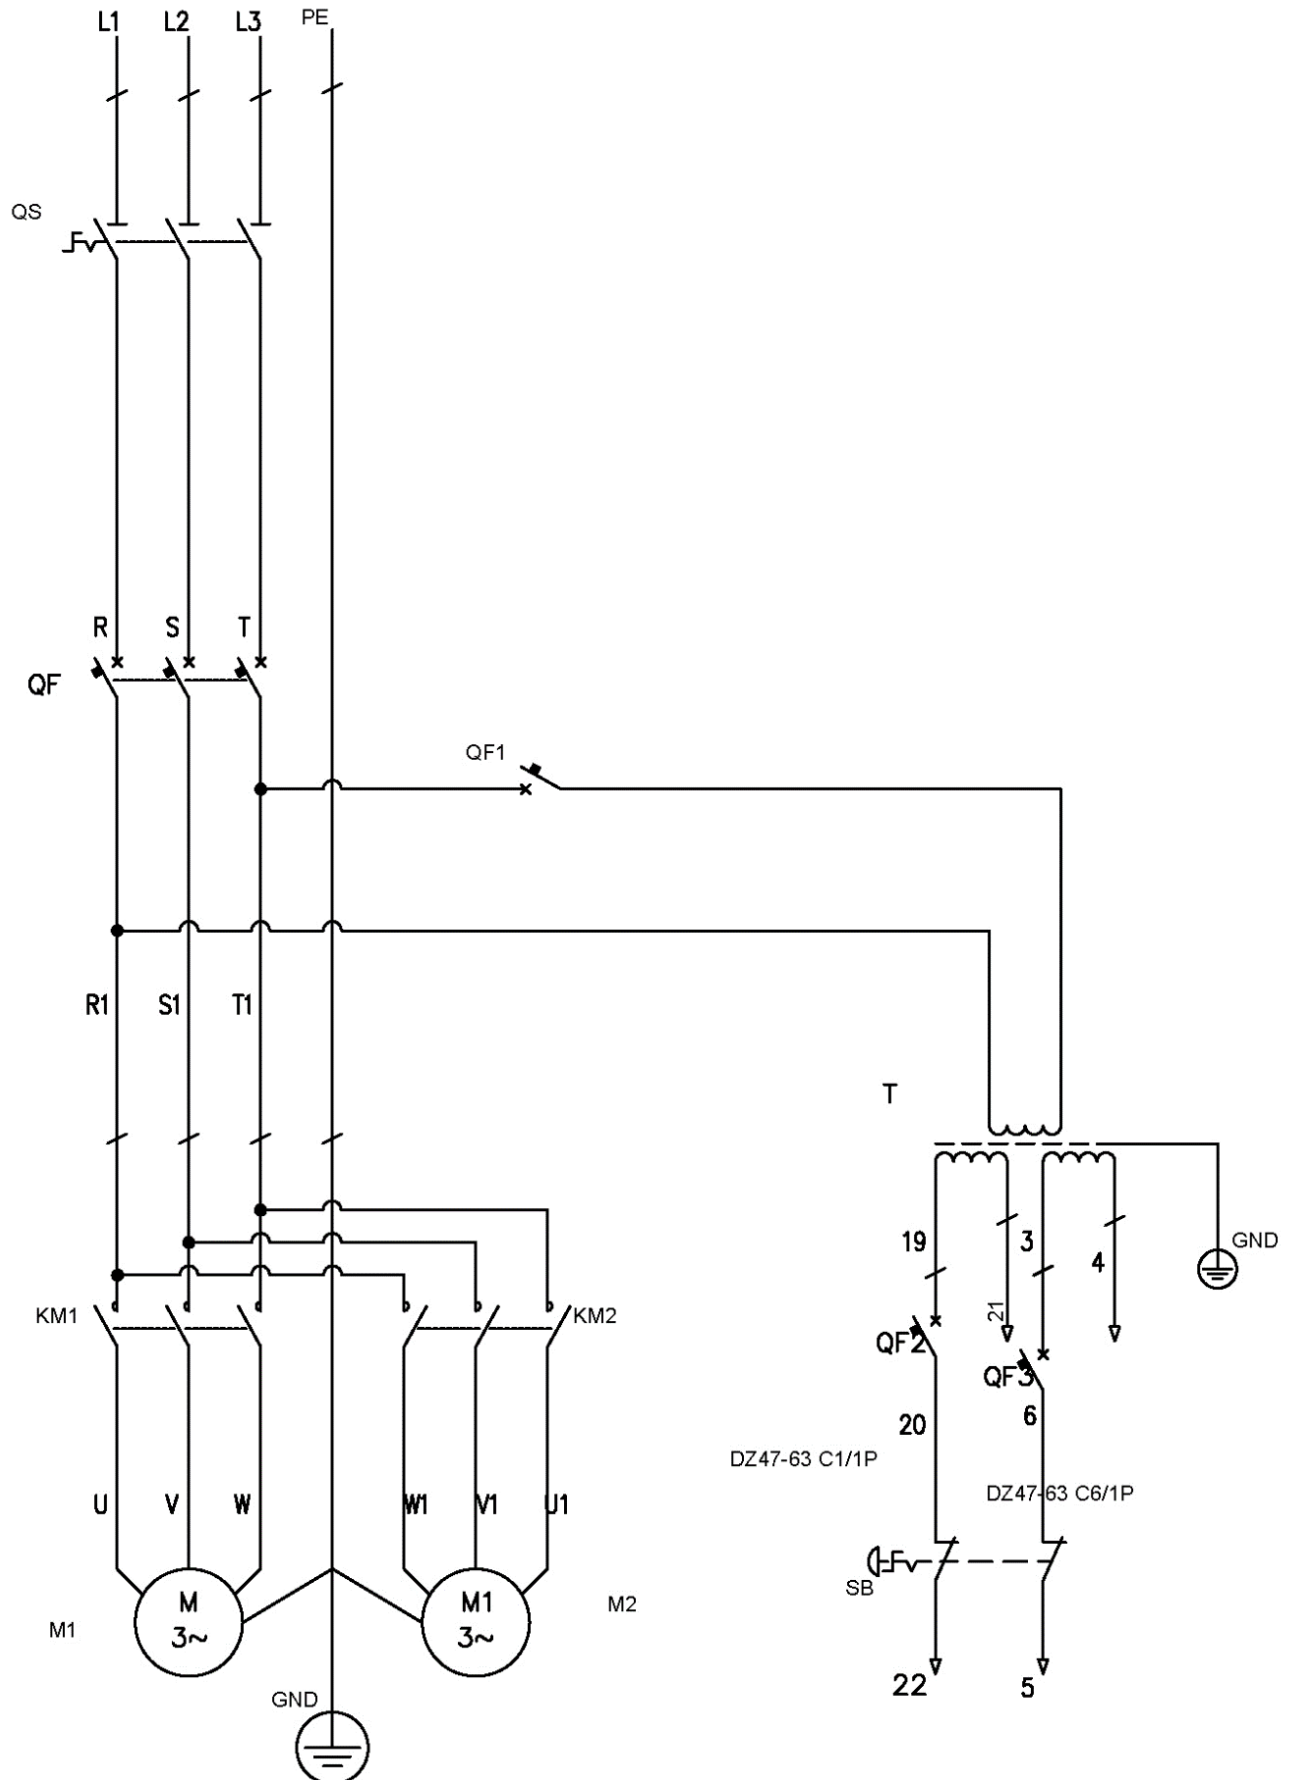 L1 L2 L3 PE
QS
R S T
QF
QF1
R1 S1 T1
T
19 3 4 GND
21
KM1 KM2
QF2
QF3
20 6
DZ47-63 C1/1P
DZ47-63 C6/1P
U V W W1 V1 U1
SB
M M1
3~ 3~
M1 M2
22 5
GND